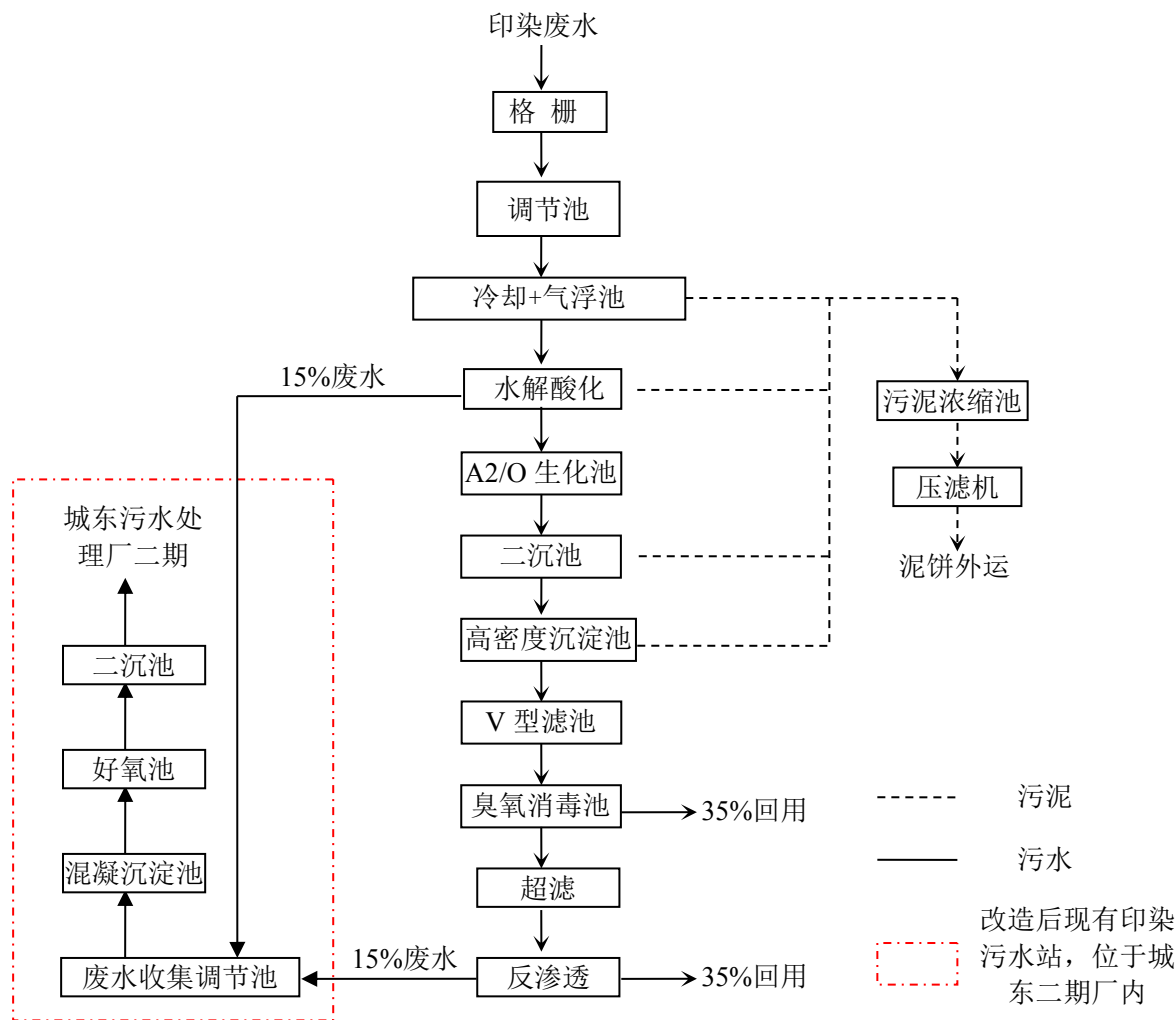 印染废水
格 栅
调节池
冷却+气浮池
15%废水
水解酸化
污泥浓缩池
A2/O 生化池
压滤机
城东污水处
理厂二期
二沉池
泥饼外运
高密度沉淀池
二沉池
V 型滤池
好氧池
臭氧消毒池
35%回用
污泥
混凝沉淀池
超滤
污水
废水收集调节池
15%废水
反渗透
35%回用
改造后现有印染
污水站，位于城
东二期厂内